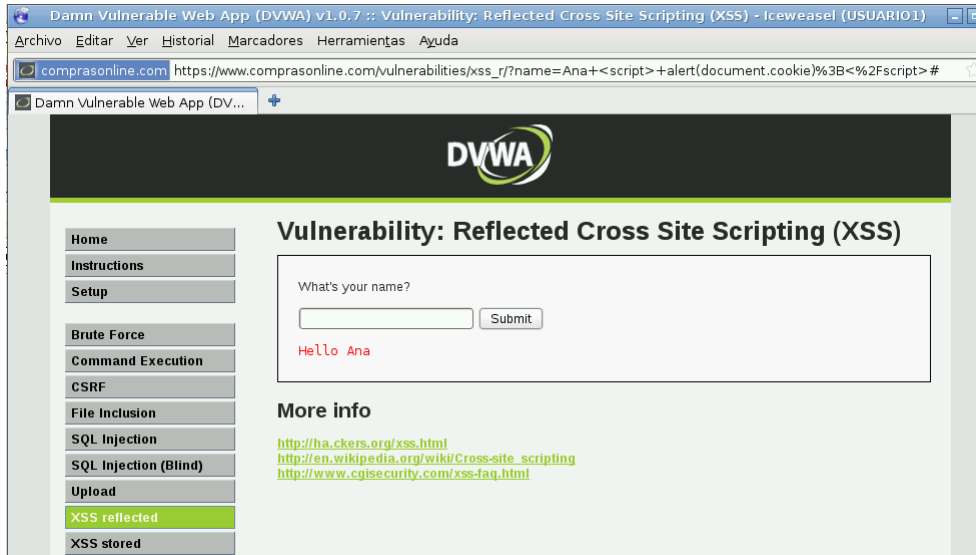 Damn Vulnerable Web App (DVWA) v1.0.7 :: Vulnerability: Reflected Cross Site Scripting (XSS) - Iceweasel (USUARIO1)
Archivo Editar Ver Historial Marcadores Herramientas Ayuda
comprasonline.com https://www.comprasonline.com/vulnerabilities/xss_r/?name=Ana+<script>+alert(document.cookie)%3B<%2Fscript>#
Damn Vulnerable Web App (DV...
DVWA
Home
Instructions
Setup
Brute Force
Command Execution
CSRF
File Inclusion
SQL Injection
SQL Injection (Blind)
Upload
XSS reflected
XSS stored
Vulnerability: Reflected Cross Site Scripting (XSS)
What's your name?
Submit
Hello Ana
More info
http://ha.ckers.org/xss.html
http://en.wikipedia.org/wiki/Cross-site_scripting
http://www.cgisecurity.com/xss-faq.html